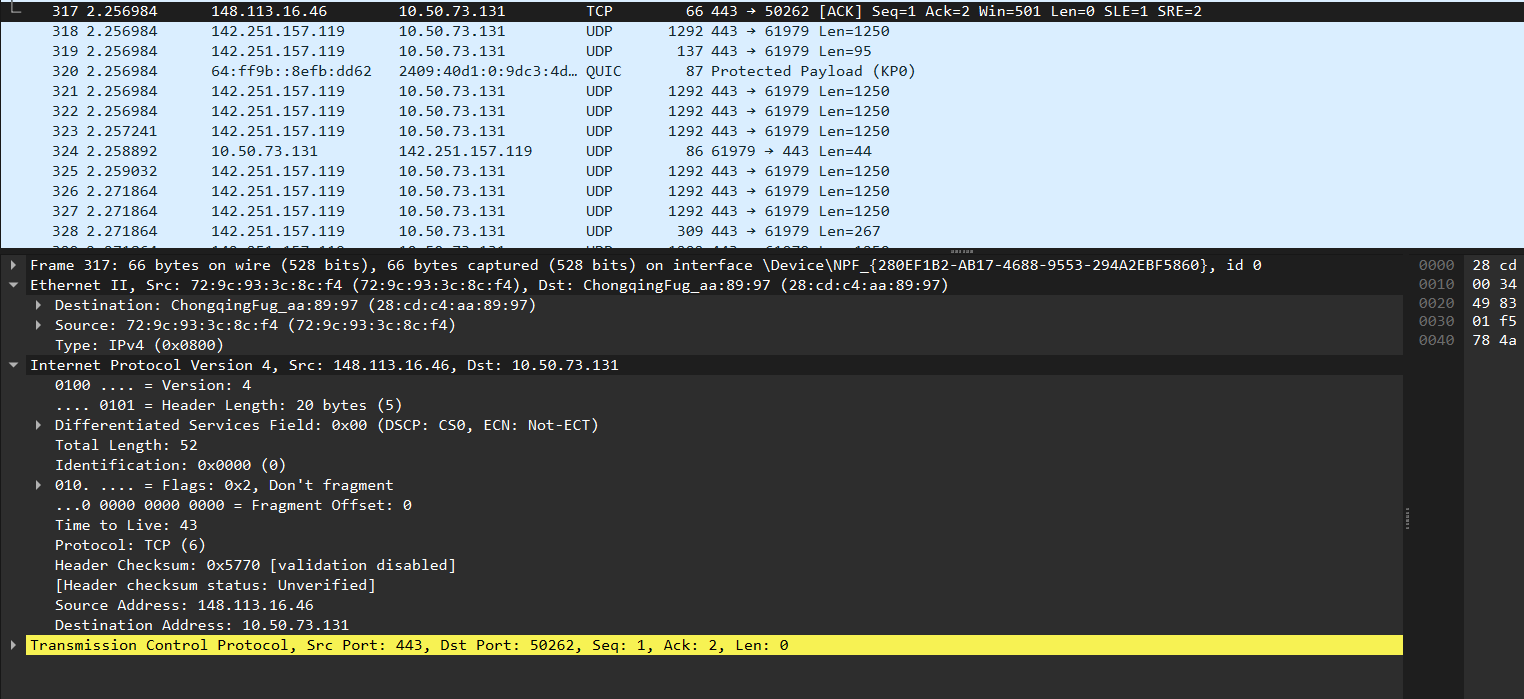 317 2.256984 148.113.16.46 10.50.73.131 TCP 66 443 → 50262 [ACK] Seq=1 Ack=2 Win=501 Len=0 SLE=1 SRE=2
318 2.256984 142.251.157.119 10.50.73.131 UDP 1292 443 → 61979 Len=1250
319 2.256984 142.251.157.119 10.50.73.131 UDP 137 443 → 61979 Len=95
320 2.256984 64:ff9b::8efb:dd62 2409:40d1:0:9dc3:4d… QUIC 87 Protected Payload (KP0)
321 2.256984 142.251.157.119 10.50.73.131 UDP 1292 443 → 61979 Len=1250
322 2.256984 142.251.157.119 10.50.73.131 UDP 1292 443 → 61979 Len=1250
323 2.257241 142.251.157.119 10.50.73.131 UDP 1292 443 → 61979 Len=1250
324 2.258892 10.50.73.131 142.251.157.119 UDP 86 61979 → 443 Len=44
325 2.259032 142.251.157.119 10.50.73.131 UDP 1292 443 → 61979 Len=1250
326 2.271864 142.251.157.119 10.50.73.131 UDP 1292 443 → 61979 Len=1250
327 2.271864 142.251.157.119 10.50.73.131 UDP 1292 443 → 61979 Len=1250
328 2.271864 142.251.157.119 10.50.73.131 UDP 309 443 → 61979 Len=267
Frame 317: 66 bytes on wire (528 bits), 66 bytes captured (528 bits) on interface \Device\NPF_{280EF1B2-AB17-4688-9553-294A2EBF5860}, id 0
Ethernet II, Src: 72:9c:93:3c:8c:f4 (72:9c:93:3c:8c:f4), Dst: ChongqingFug_aa:89:97 (28:cd:c4:aa:89:97)
Destination: ChongqingFug_aa:89:97 (28:cd:c4:aa:89:97)
Source: 72:9c:93:3c:8c:f4 (72:9c:93:3c:8c:f4)
Type: IPv4 (0x0800)
Internet Protocol Version 4, Src: 148.113.16.46, Dst: 10.50.73.131
0100 .... = Version: 4
.... 0101 = Header Length: 20 bytes (5)
Differentiated Services Field: 0x00 (DSCP: CS0, ECN: Not-ECT)
Total Length: 52
Identification: 0x0000 (0)
010. .... = Flags: 0x2, Don't fragment
...0 0000 0000 0000 = Fragment Offset: 0
Time to Live: 43
Protocol: TCP (6)
Header Checksum: 0x5770 [validation disabled]
[Header checksum status: Unverified]
Source Address: 148.113.16.46
Destination Address: 10.50.73.131
Transmission Control Protocol, Src Port: 443, Dst Port: 50262, Seq: 1, Ack: 2, Len: 0
0000 28 cd
0010 00 34
0020 49 83
0030 01 f5
0040 78 4a